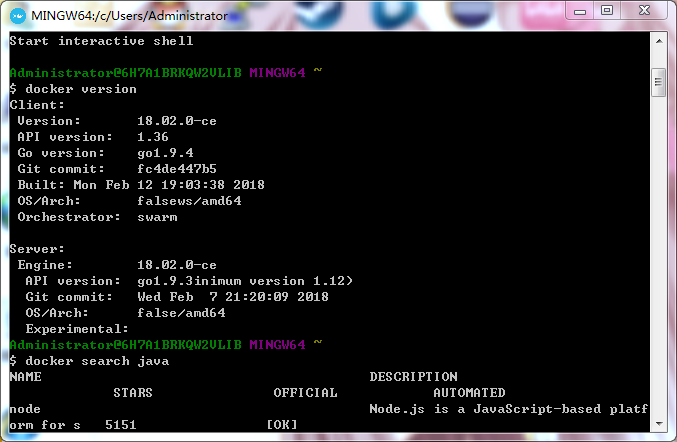 MINGW64:/c/Users/Administrator
Start interactive shell
Administrator@6H7A1BRKQW2VLIB MINGW64 ~
$ docker version
Client:
Version: 18.02.0-ce
API version: 1.36
Go version: go1.9.4
Git commit: fc4de447b5
Built: Mon Feb 12 19:03:38 2018
OS/Arch: falsews/amd64
Orchestrator: swarm
Server:
Engine: 18.02.0-ce
API version: go1.9.3inimum version 1.12)
Git commit: Wed Feb  7 21:20:09 2018
OS/Arch: false/amd64
Experimental:
Administrator@6H7A1BRKQW2VLIB MINGW64 ~
$ docker search java
NAME DESCRIPTION
STARS OFFICIAL AUTOMATED
node Node.js is a JavaScript-based platf
orm for s 5151 [OK]